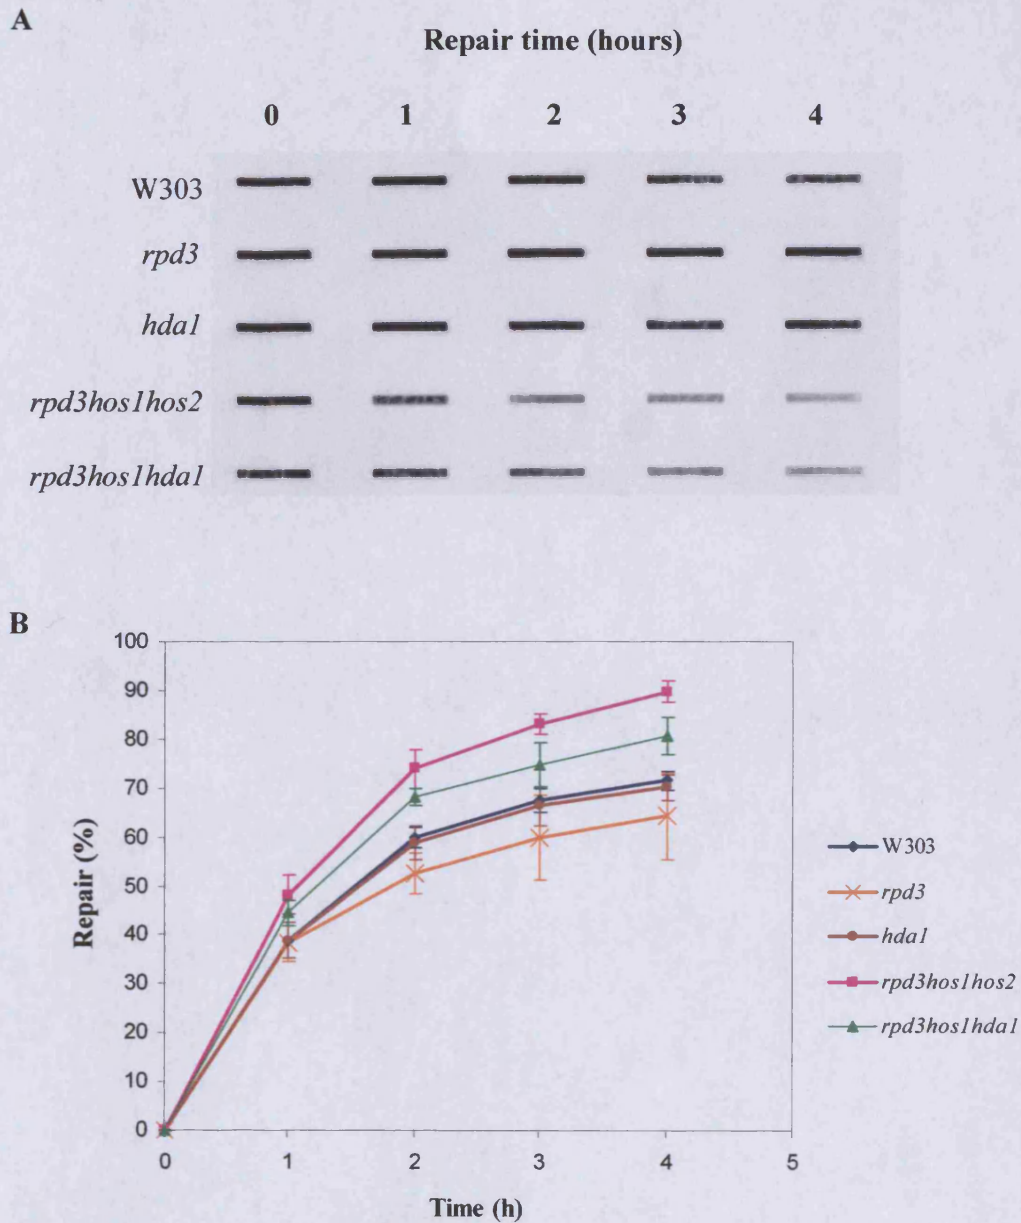 A
Repair time (hours)
0 1 2 3 4
W303
rpd3
hda1
rpd3hos1hos2
rpd3hos1hda1
B
100
90
80
70
60
50
40
30
20
10
0
Repair (%)
0 1 2 3 4 5
Time (h)
W303
rpd3
hda1
rpd3hos1hos2
rpd3hos1hda1